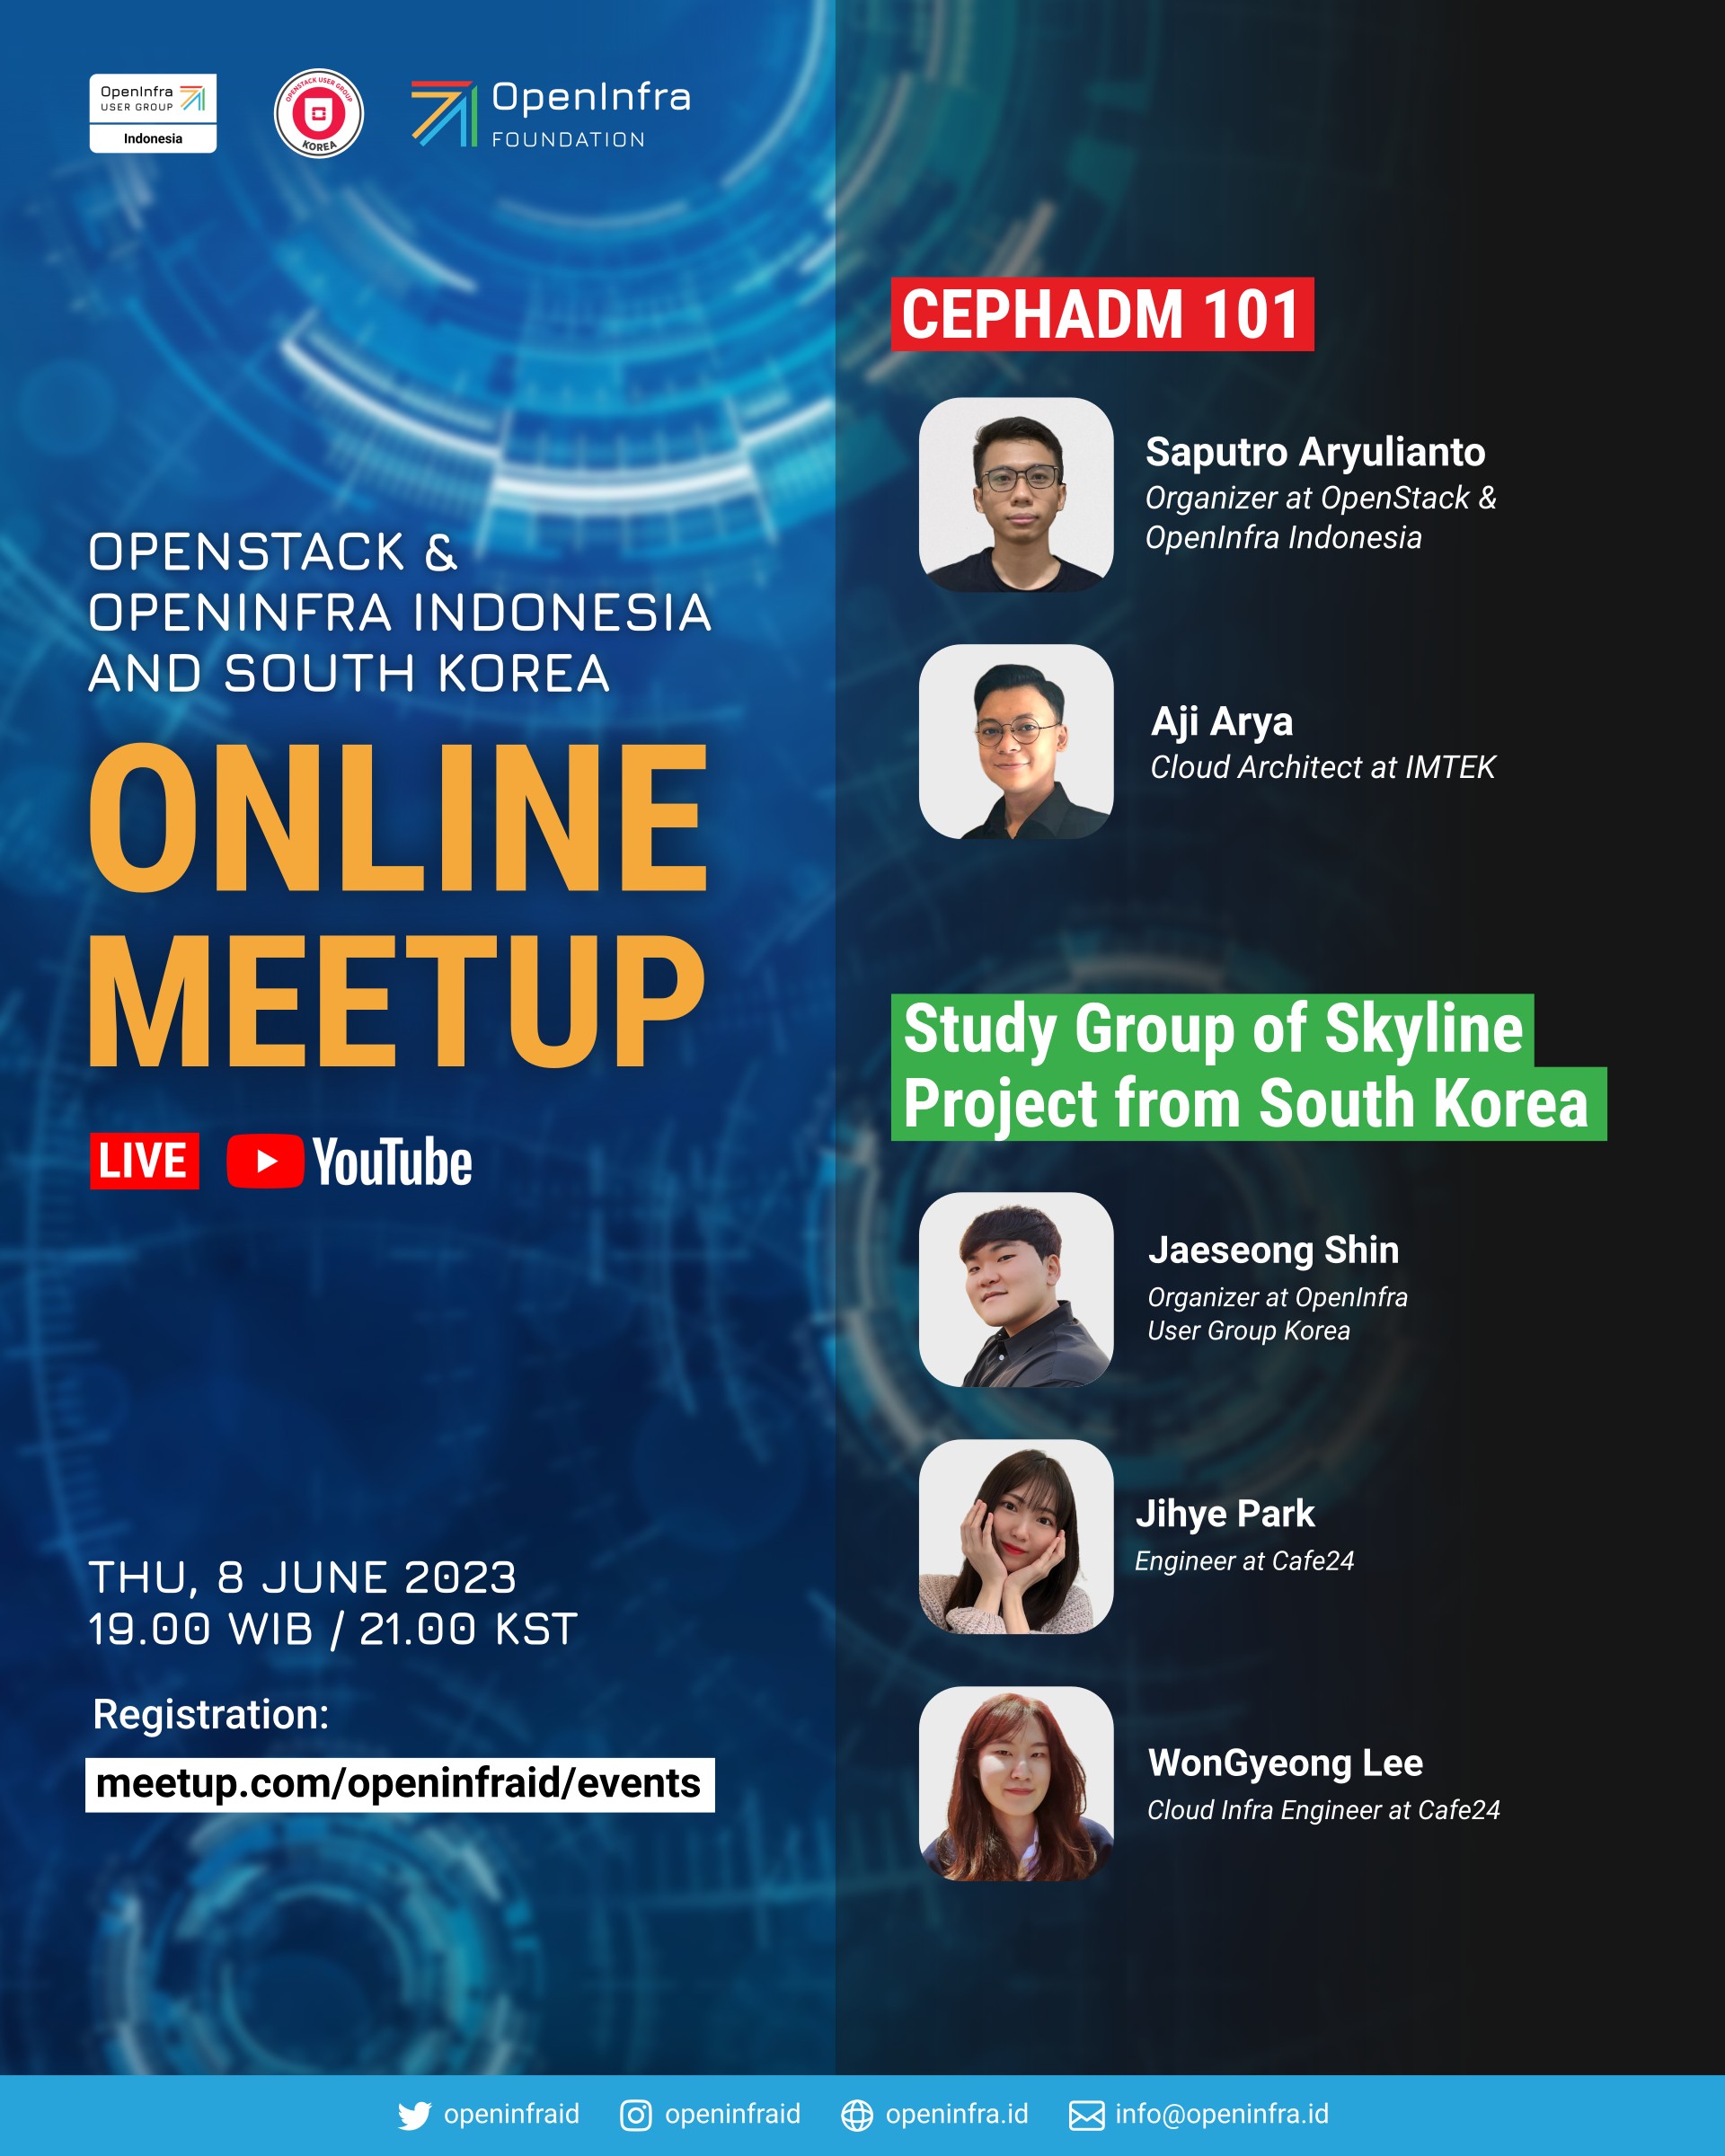 OpenInfra
USER GROUP
Indonesia
OPENSTACK USER GROUP
KOREA
OpenInfra
FOUNDATION
OPENSTACK &
OPENINFRA INDONESIA
AND SOUTH KOREA
ONLINE
MEETUP
LIVE YouTube
THU, 8 JUNE 2023
19.00 WIB / 21.00 KST
Registration:
meetup.com/openinfraid/events
CEPHADM 101
Saputro Aryulianto
Organizer at OpenStack &
OpenInfra Indonesia
Aji Arya
Cloud Architect at IMTEK
Study Group of Skyline
Project from South Korea
Jaeseong Shin
Organizer at OpenInfra
User Group Korea
Jihye Park
Engineer at Cafe24
WonGyeong Lee
Cloud Infra Engineer at Cafe24
openinfraid openinfraid openinfra.id info@openinfra.id